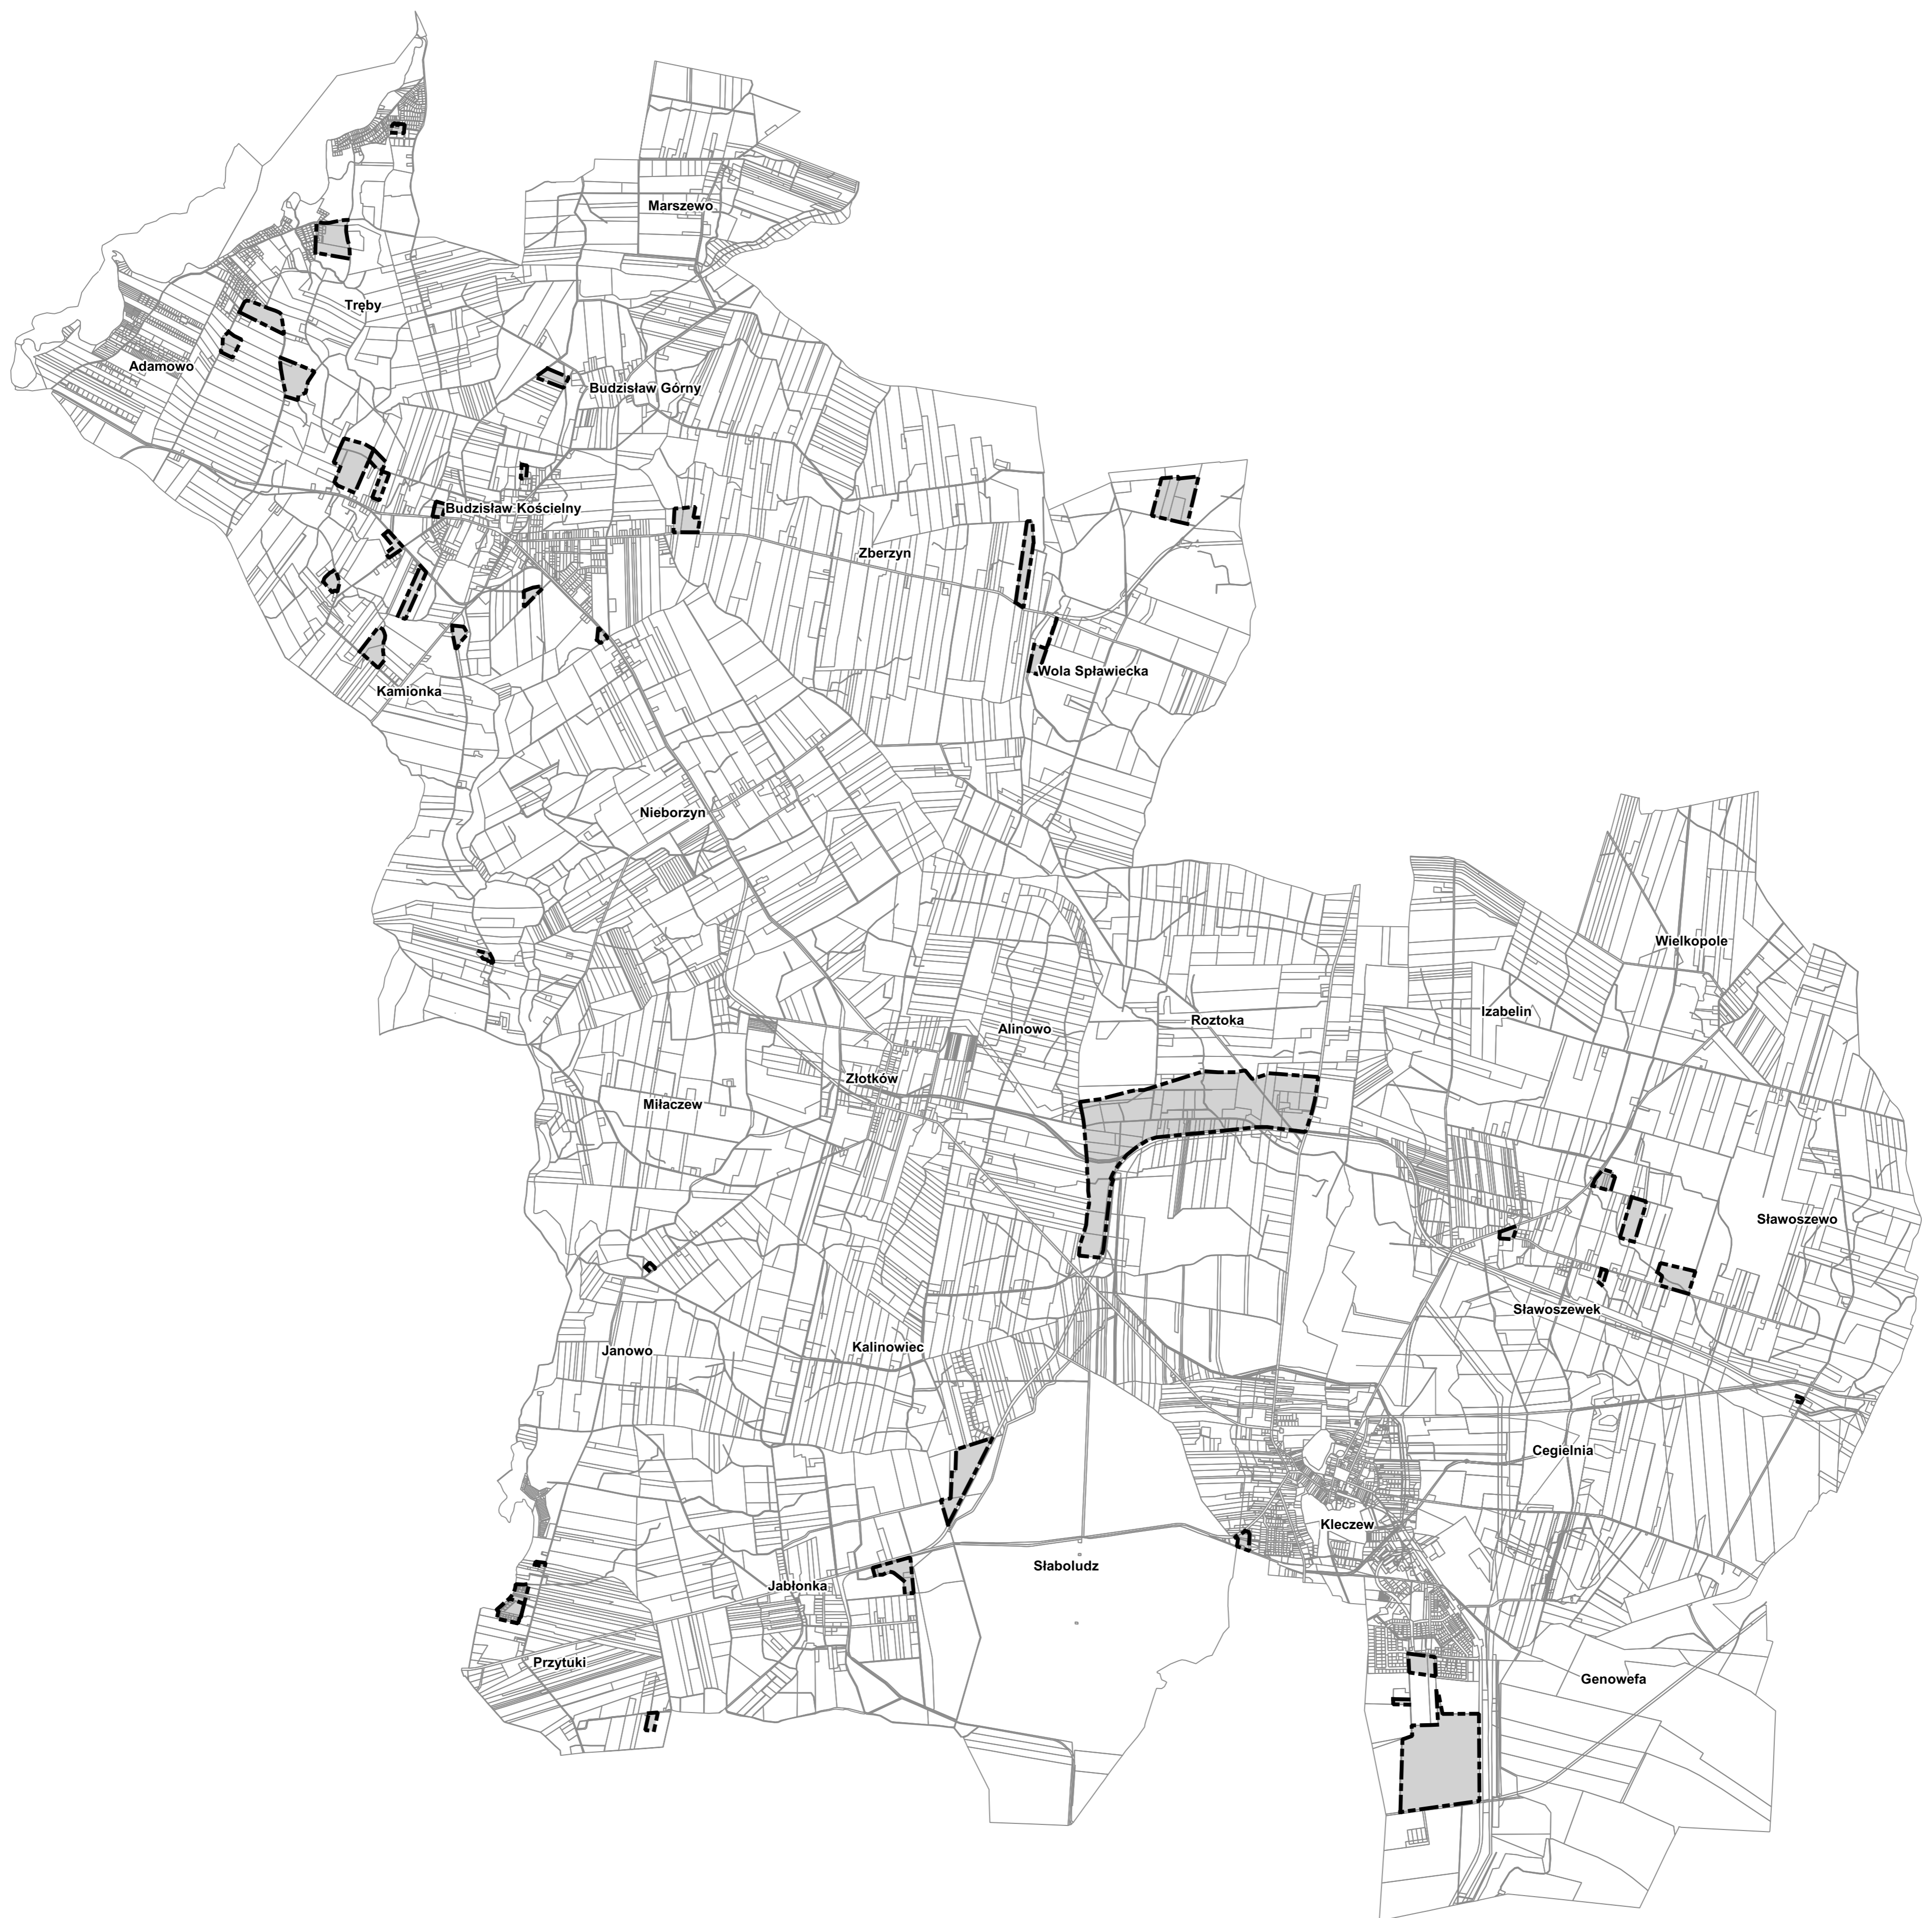 Marszewo
Tręby
Adamowo
Budzisław Górny
Budzisław Kościelny
Zberzyn
Wola Spławiecka
Kamionka
Nieborzyn
Wielkopole
Izabelin
Roztoka
Alinowo
Złotków
Miłaczew
Sławoszewo
Sławoszewek
Kalinowiec
Janowo
Cegielnia
Kleczew
Słaboludz
Jabłonka
Przytuki
Genowefa